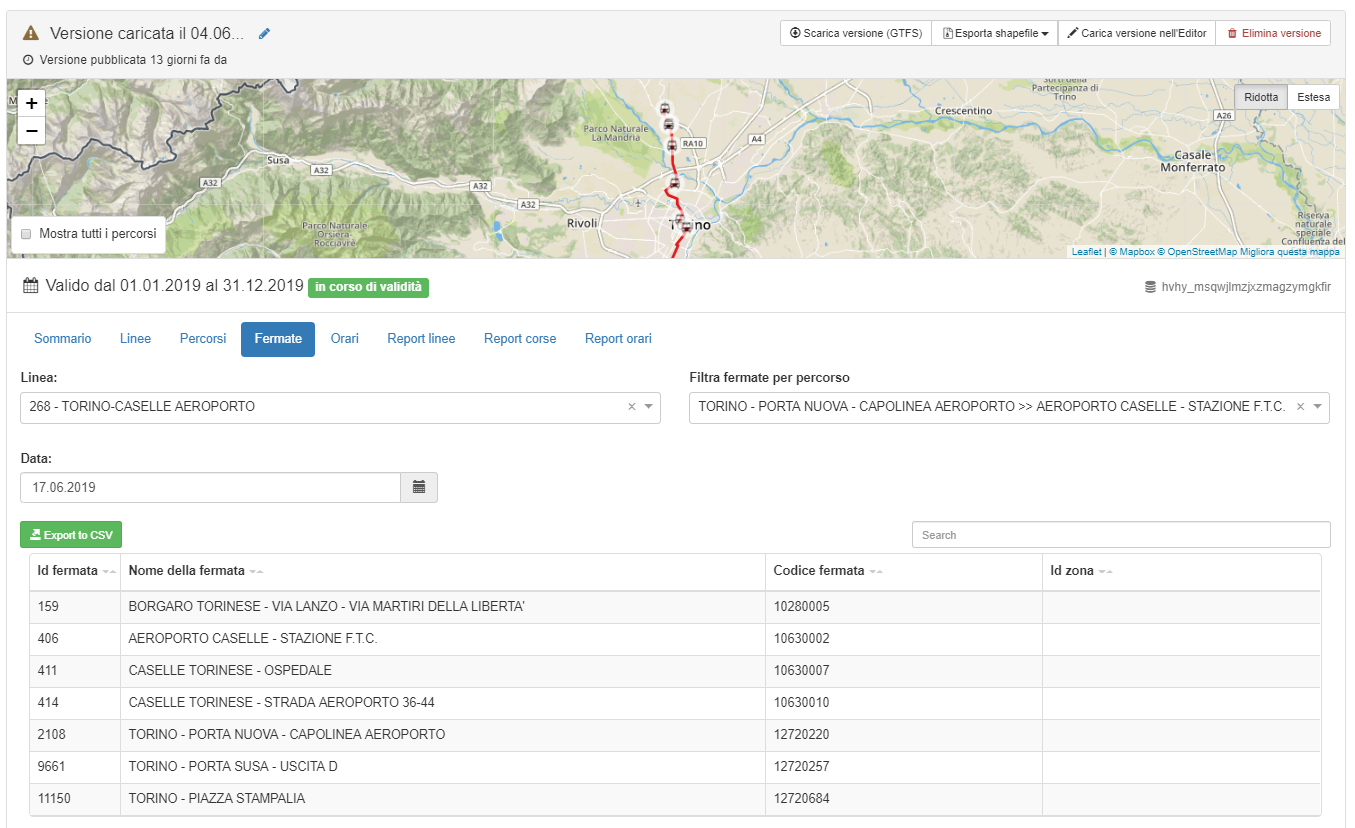 Versione caricata il 04.06...
Scarica versione (GTFS)
Esporta shapefile
Carica versione nell'Editor
Elimina versione
Versione pubblicata 13 giorni fa da
+
−
Ridotta
Estesa
Partecipanza di
Trino
Crescentino
A26
Parco Naturale
La Mandria
RA10
A4
Casale
Monferrato
Susa
A32
A32
A32
A32
Rivoli
Parco Naturale
Orsiera-
Rocciavrè
Riserva
naturale
speciale
Confluenza del
Mostra tutti i percorsi
Leaflet | © Mapbox © OpenStreetMap Migliora questa mappa
Valido dal 01.01.2019 al 31.12.2019 in corso di validità
hvhy_msqwjlmzjxzmagzymgkfir
Sommario
Linee
Percorsi
Fermate
Orari
Report linee
Report corse
Report orari
Linea:
Filtra fermate per percorso
268 - TORINO-CASELLE AEROPORTO ×
TORINO - PORTA NUOVA - CAPOLINEA AEROPORTO >> AEROPORTO CASELLE - STAZIONE F.T.C. ×
Data:
17.06.2019
Export to CSV
Search
Id fermata Nome della fermata Codice fermata Id zona
159 BORGARO TORINESE - VIA LANZO - VIA MARTIRI DELLA LIBERTA' 10280005
406 AEROPORTO CASELLE - STAZIONE F.T.C. 10630002
411 CASELLE TORINESE - OSPEDALE 10630007
414 CASELLE TORINESE - STRADA AEROPORTO 36-44 10630010
2108 TORINO - PORTA NUOVA - CAPOLINEA AEROPORTO 12720220
9661 TORINO - PORTA SUSA - USCITA D 12720257
11150 TORINO - PIAZZA STAMPALIA 12720684